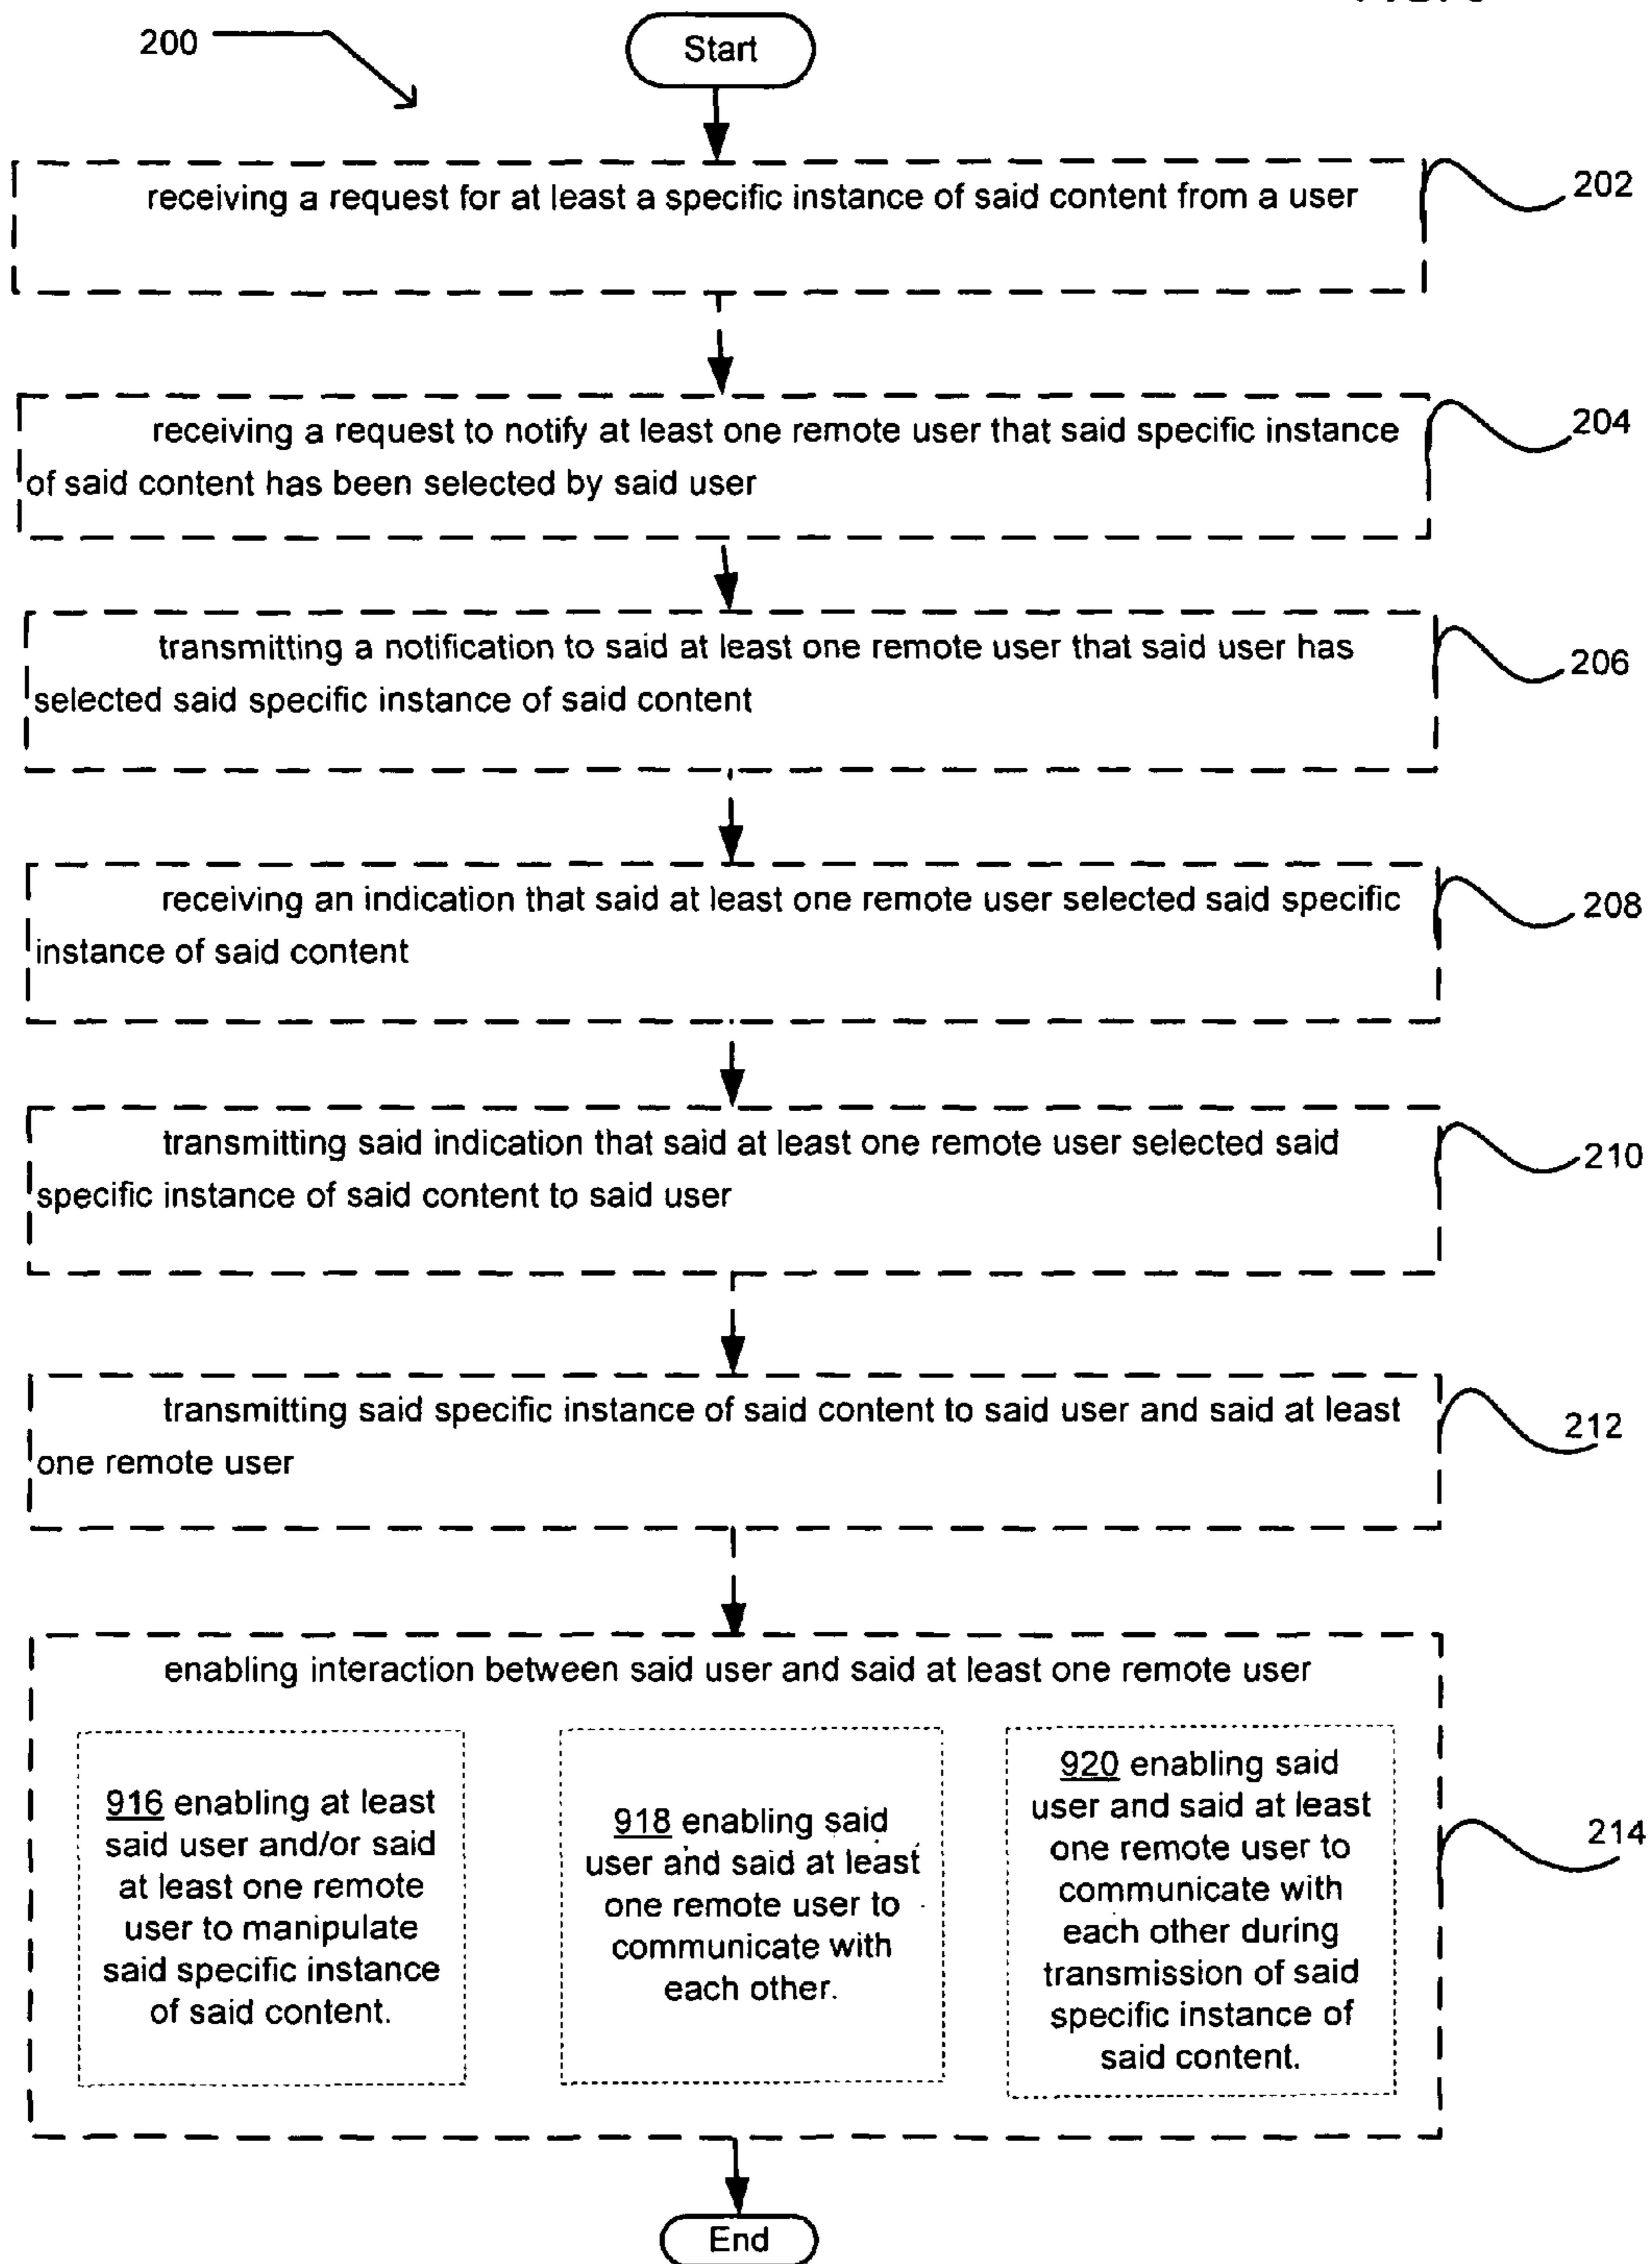 200
Start
receiving a request for at least a specific instance of said content from a user
202
receiving a request to notify at least one remote user that said specific instance
of said content has been selected by said user
204
transmitting a notification to said at least one remote user that said user has
selected said specific instance of said content
206
receiving an indication that said at least one remote user selected said specific
instance of said content
208
transmitting said indication that said at least one remote user selected said
specific instance of said content to said user
210
transmitting said specific instance of said content to said user and said at least
one remote user
212
enabling interaction between said user and said at least one remote user
916 enabling at least
said user and/or said
at least one remote
user to manipulate
said specific instance
of said content.
918 enabling said
user and said at least
one remote user to
communicate with
each other.
920 enabling said
user and said at least
one remote user to
communicate with
each other during
transmission of said
specific instance of
said content.
214
End